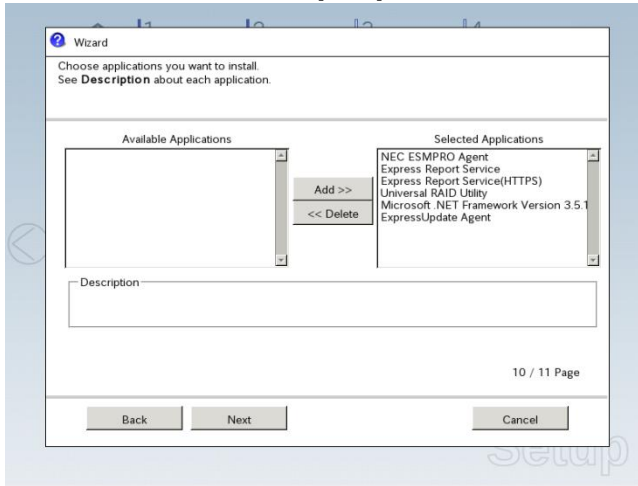 Wizard
Choose applications you want to install.
See Description about each application.
Available Applications
Selected Applications
NEC ESMPRO Agent
Express Report Service
Express Report Service(HTTPS)
Universal RAID Utility
Microsoft .NET Framework Version 3.5.1
ExpressUpdate Agent
Add >>
<< Delete
Description
10 / 11 Page
Back
Next
Cancel
Setup